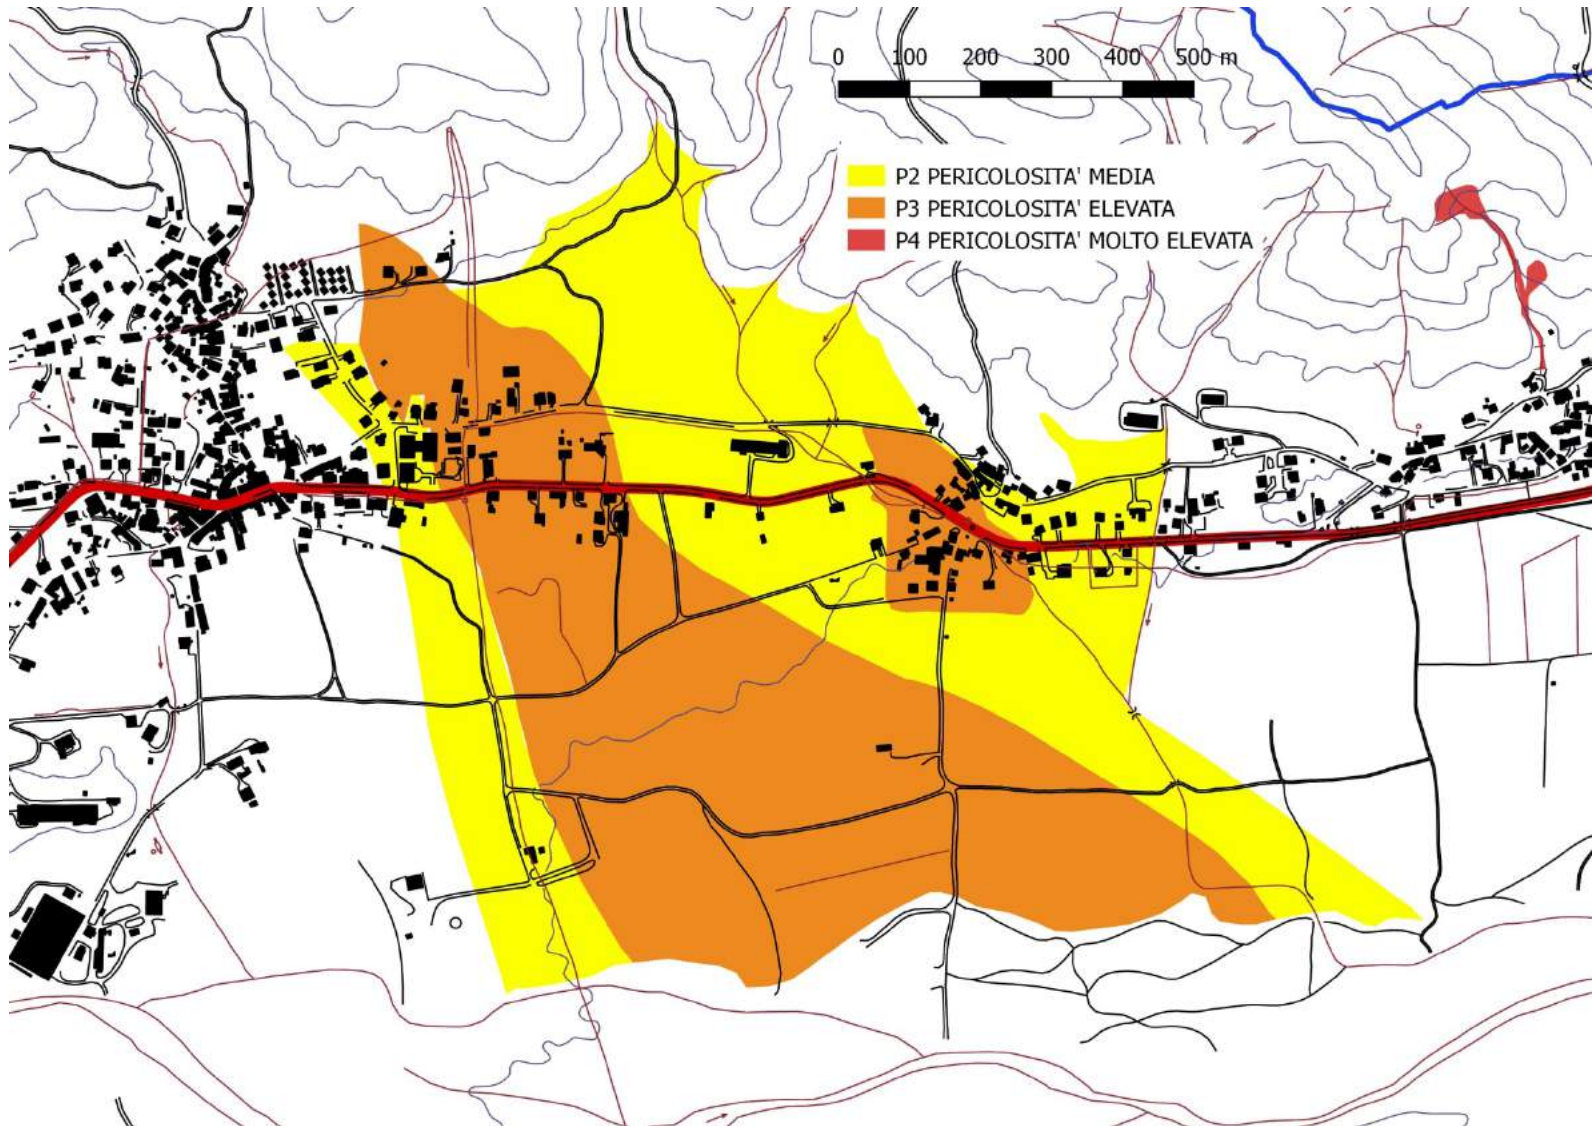 0 100 200 300 400 500 m
P2 PERICOLOSITA' MEDIA
P3 PERICOLOSITA' ELEVATA
P4 PERICOLOSITA' MOLTO ELEVATA